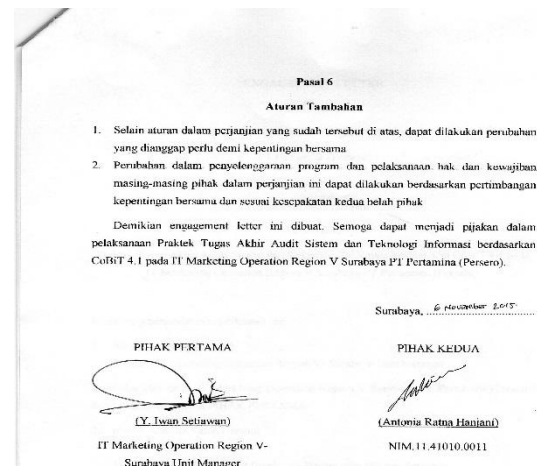 Pasal 6
Aturan Tambahan
1. Selain aturan dalam perjanjian yang sudah tersebut di atas, dapat dilakukan perubahan
yang dianggap perlu demi kepentingan bersama
2. Perubahan dalam penyelenggaraan program dan pelaksanaan hak dan kewajiban
masing-masing pihak dalam perjanjian ini dapat dilakukan berdasarkan pertimbangan
kepentingan bersama dan sesuai kesepakatan kedua belah pihak
Demikian engagement letter ini dibuat. Semoga dapat menjadi pijakan dalam
pelaksanaan Praktek Tugas Akhir Audit Sistem dan Teknologi Informasi berdasarkan
CoBiT 4.1 pada IT Marketing Operation Region V Surabaya PT Pertamina (Persero).
Surabaya, 6 November 2015
PIHAK PERTAMA PIHAK KEDUA
(Y. Iwan Setiawan) (Antonia Ratna Hanjani)
IT Marketing Operation Region V- NIM.11.41010.0011
Surabaya Unit Manager